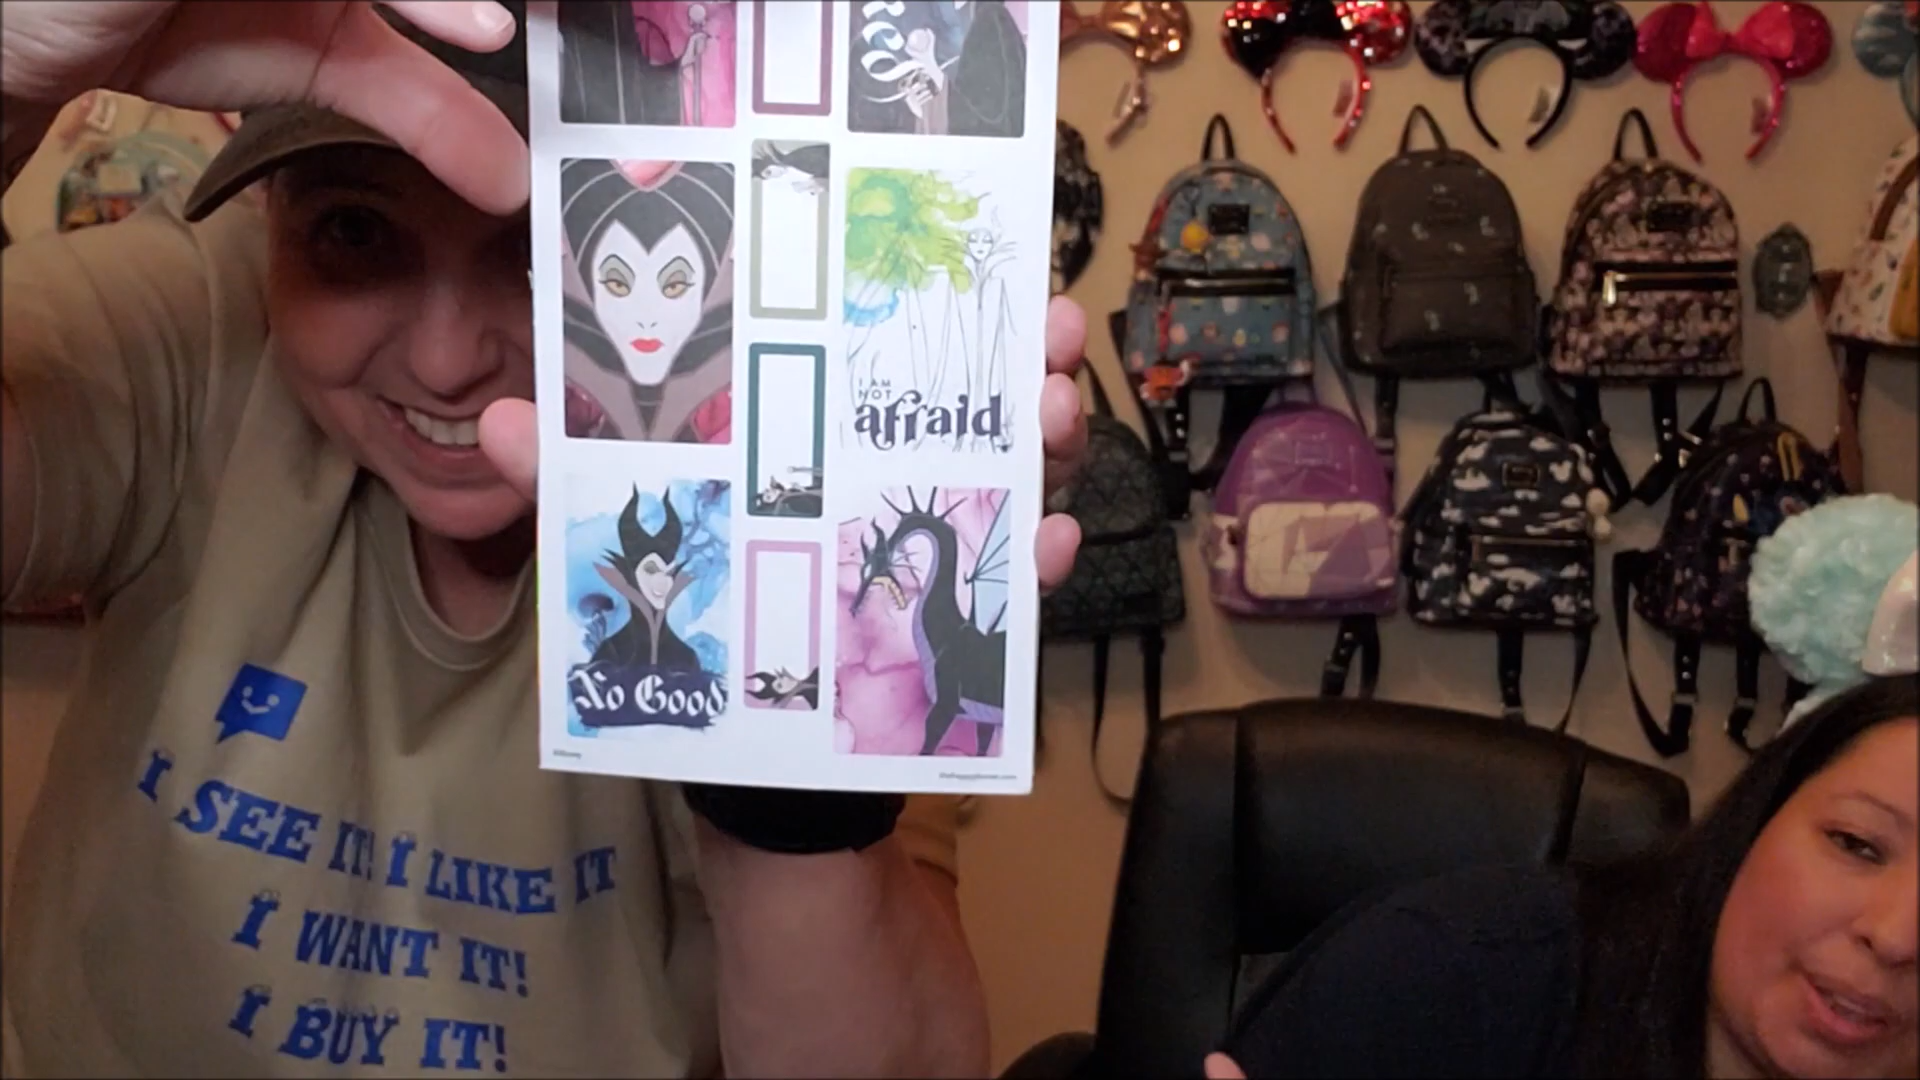 I AM
NOT
afraid
No Good
I SEE IT! I LIKE IT
I WANT IT!
I BUY IT!